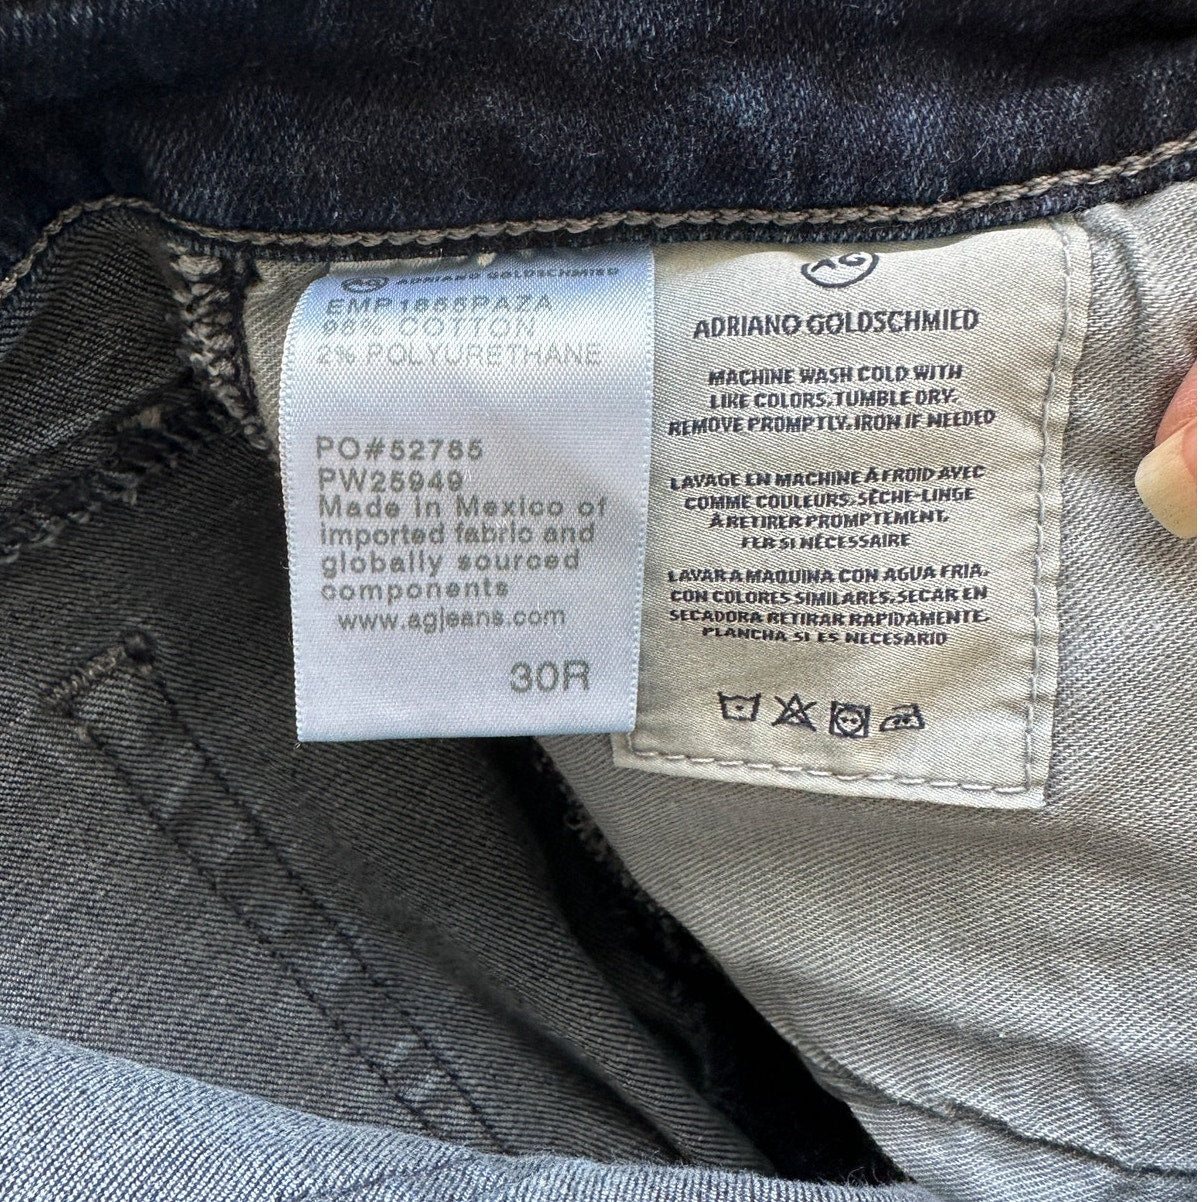 AG ADRIANO GOLDSCHMIED
EMP1855PAZA
98% COTTON
2% POLYURETHANE
PO#52785
PW25949
Made in Mexico of
imported fabric and
globally sourced
components
www.agjeans.com
30R
AG
ADRIANO GOLDSCHMIED
MACHINE WASH COLD WITH
LIKE COLORS, TUMBLE DRY,
REMOVE PROMPTLY, IRON IF NEEDED
LAVAGE EN MACHINE À FROID AVEC
COMME COULEURS, SÈCHE-LINGE
À RETIRER PROMPTEMENT,
FER SI NÉCESSAIRE
LAVAR A MAQUINA CON AGUA FRIA,
CON COLORES SIMILARES, SECAR EN
SECADORA RETIRAR RAPIDAMENTE,
PLANCHA SI ES NECESARIO